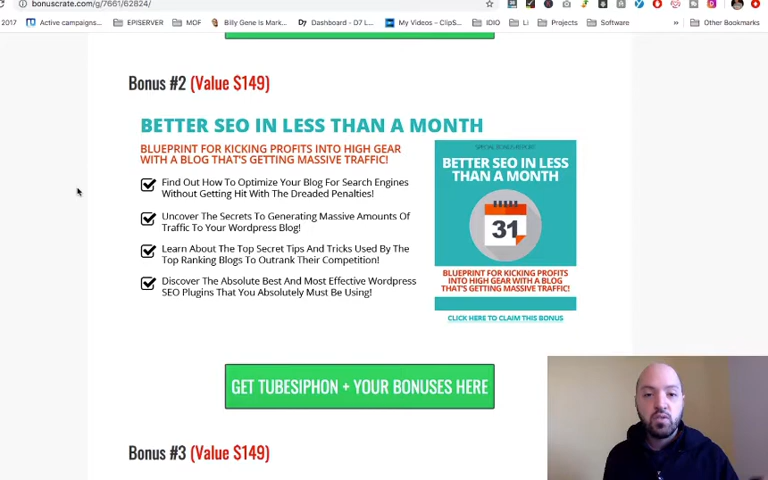 bonuscrate.com/g/7661/62824/
2017 Active campaigns... EPISERVER MOF Billy Gene Is Mark... Dashboard - D7 L... My Videos – ClipS... IDIO Li Projects Software » Other Bookmarks
Bonus #2 (Value $149)
BETTER SEO IN LESS THAN A MONTH
BLUEPRINT FOR KICKING PROFITS INTO HIGH GEAR
WITH A BLOG THAT'S GETTING MASSIVE TRAFFIC!
Find Out How To Optimize Your Blog For Search Engines
Without Getting Hit With The Dreaded Penalties!
Uncover The Secrets To Generating Massive Amounts Of
Traffic To Your Wordpress Blog!
Learn About The Top Secret Tips And Tricks Used By The
Top Ranking Blogs To Outrank Their Competition!
Discover The Absolute Best And Most Effective Wordpress
SEO Plugins That You Absolutely Must Be Using!
SPECIAL BONUS REPORT
BETTER SEO IN LESS
THAN A MONTH
31
BLUEPRINT FOR KICKING PROFITS
INTO HIGH GEAR WITH A BLOG
THAT'S GETTING MASSIVE TRAFFIC!
CLICK HERE TO CLAIM THIS BONUS
GET TUBESIPHON + YOUR BONUSES HERE
Bonus #3 (Value $149)